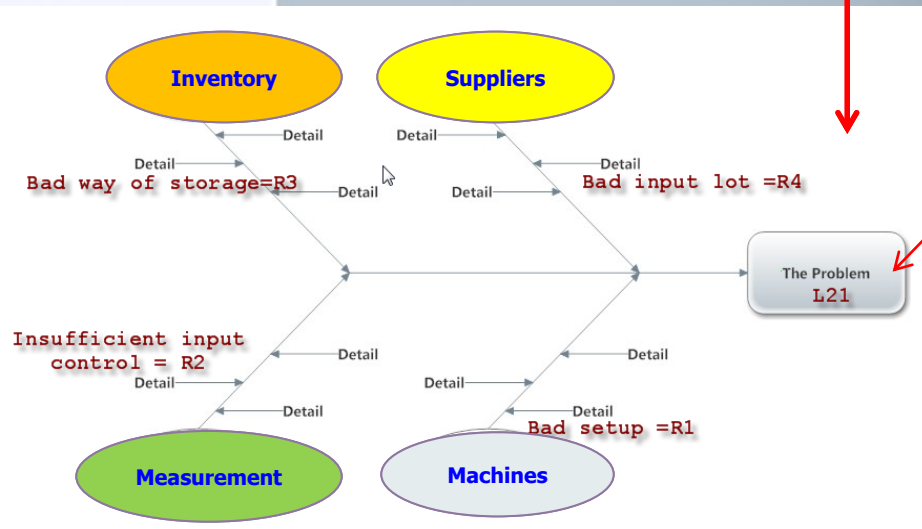 Inventory
Suppliers
Detail
Detail
Detail
Detail
Bad way of storage=R3
Bad input lot =R4
Detail
Detail
The Problem
L21
Insufficient input
control = R2
Detail
Detail
Detail
Detail
Detail
Detail
Bad setup =R1
Measurement
Machines